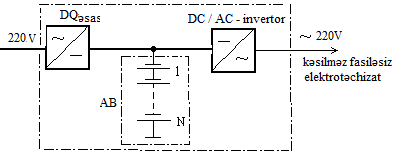 DQəsas
DC / AC - invertor
220 V
~ 220V
kəsilməz fasiləsiz
elektrotəchizat
1
AB
N